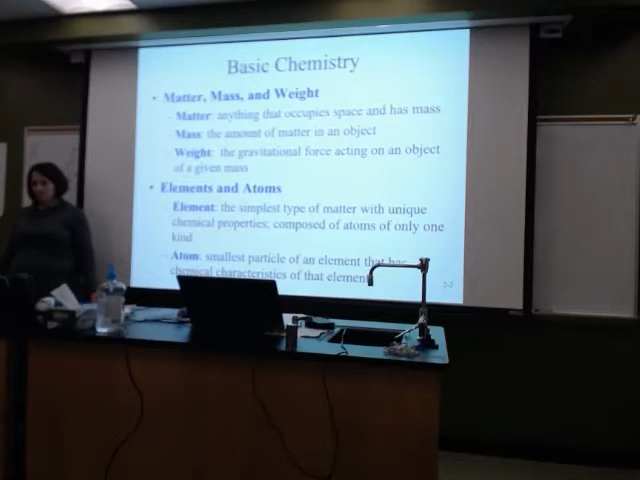 Basic Chemistry
• Matter, Mass, and Weight
– Matter: anything that occupies space and has mass
– Mass: the amount of matter in an object
– Weight: the gravitational force acting on an object
of a given mass
• Elements and Atoms
– Element: the simplest type of matter with unique
chemical properties; composed of atoms of only one
kind
– Atom: smallest particle of an element that has
chemical characteristics of that element